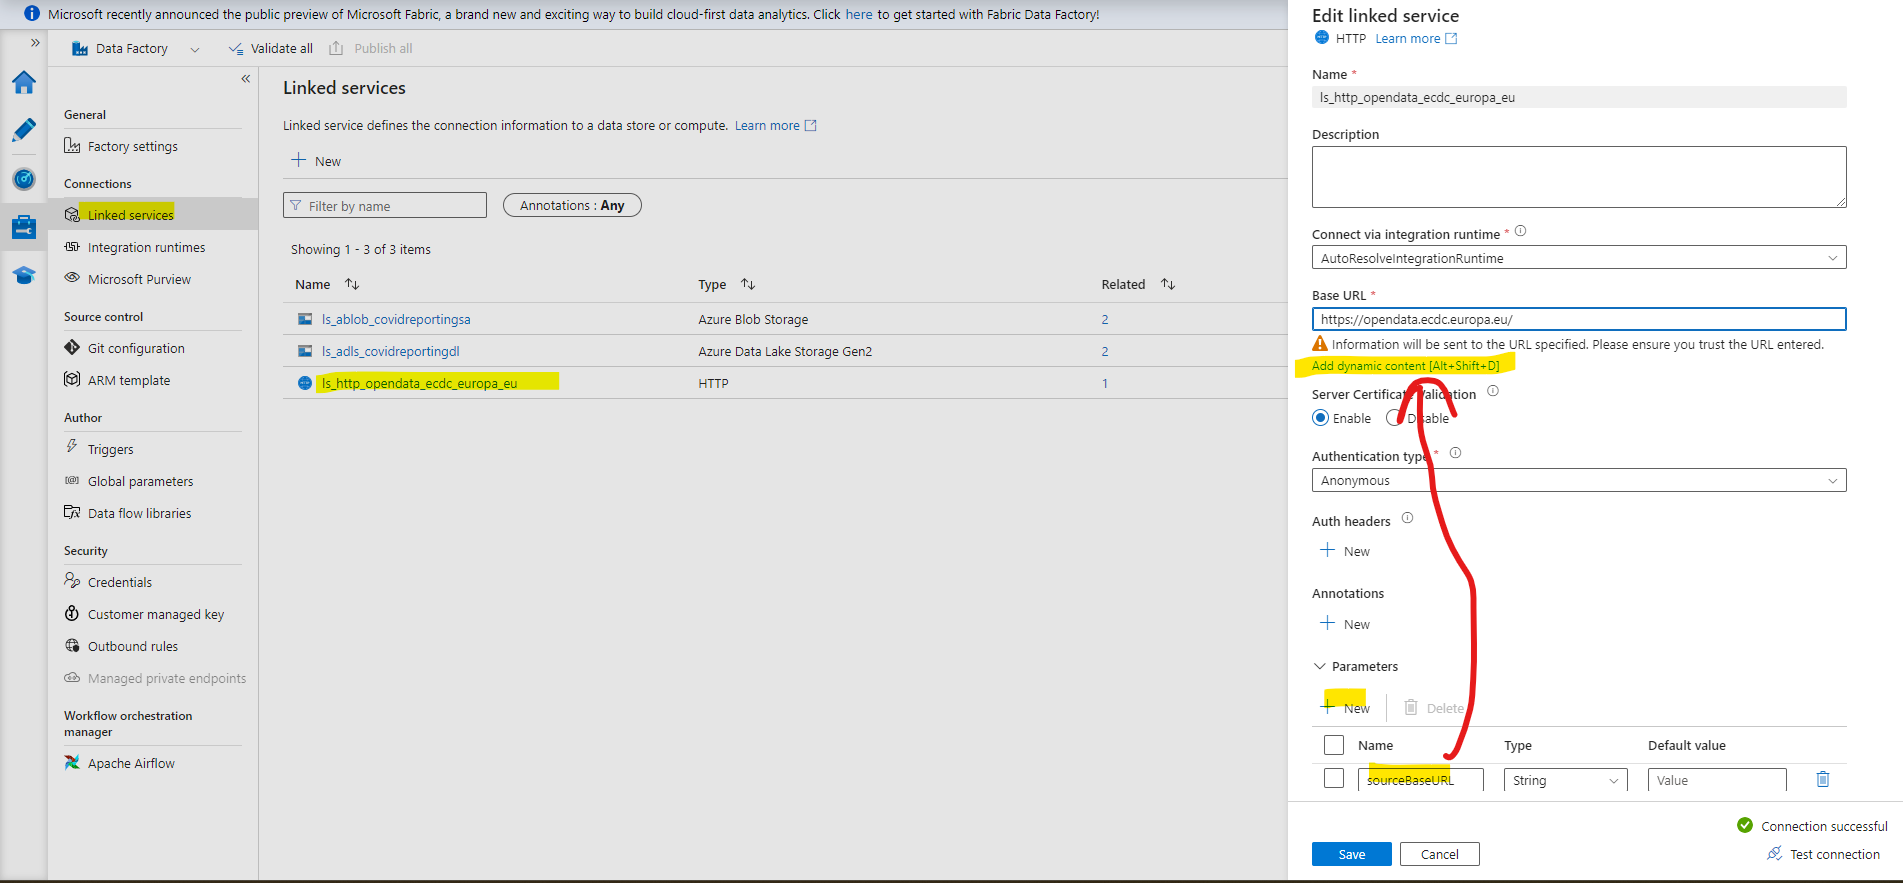 Microsoft recently announced the public preview of Microsoft Fabric, a brand new and exciting way to build cloud-first data analytics. Click here to get started with Fabric Data Factory!
Data Factory
Validate all
Publish all
General
Factory settings
Connections
Linked services
Integration runtimes
Microsoft Purview
Source control
Git configuration
ARM template
Author
Triggers
Global parameters
Data flow libraries
Security
Credentials
Customer managed key
Outbound rules
Managed private endpoints
Workflow orchestration
manager
Apache Airflow
Linked services
Linked service defines the connection information to a data store or compute. Learn more
New
Filter by name
Annotations : Any
Showing 1 - 3 of 3 items
Name Type Related
ls_ablob_covidreportingsa Azure Blob Storage 2
ls_adls_covidreportingdl Azure Data Lake Storage Gen2 2
ls_http_opendata_ecdc_europa_eu HTTP 1
Edit linked service
HTTP Learn more
Name *
ls_http_opendata_ecdc_europa_eu
Description
Connect via integration runtime *
AutoResolveIntegrationRuntime
Base URL *
https://opendata.ecdc.europa.eu/
Information will be sent to the URL specified. Please ensure you trust the URL entered.
Add dynamic content [Alt+Shift+D]
Server Certificate Validation
Enable Disable
Authentication type *
Anonymous
Auth headers
New
Annotations
New
Parameters
New Delete
Name Type Default value
sourceBaseURL String Value
Connection successful
Save Cancel Test connection